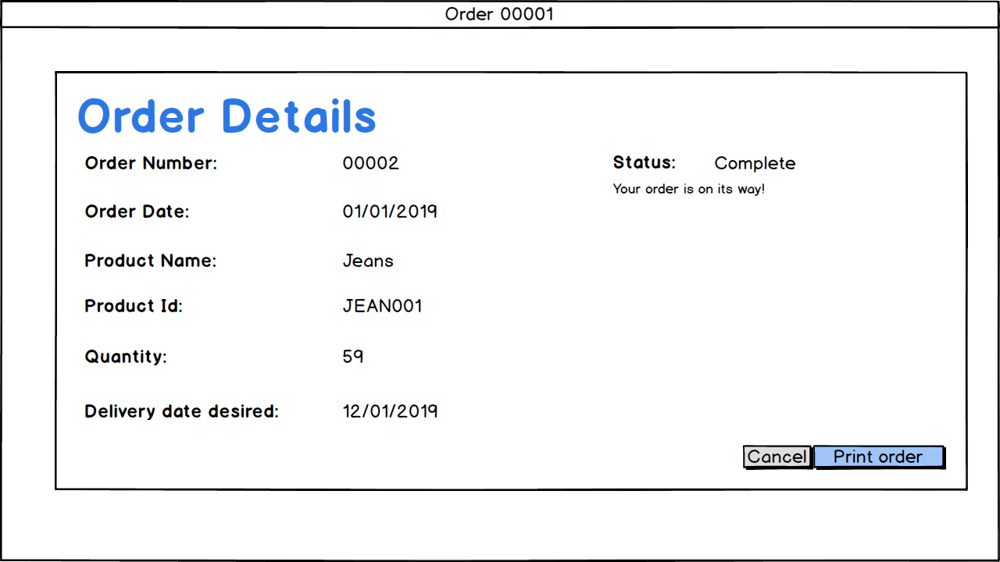 Order 00001
Order Details
Order Number: 00002 Status: Complete
Your order is on its way!
Order Date: 01/01/2019
Product Name: Jeans
Product Id: JEAN001
Quantity: 59
Delivery date desired: 12/01/2019
Cancel Print order